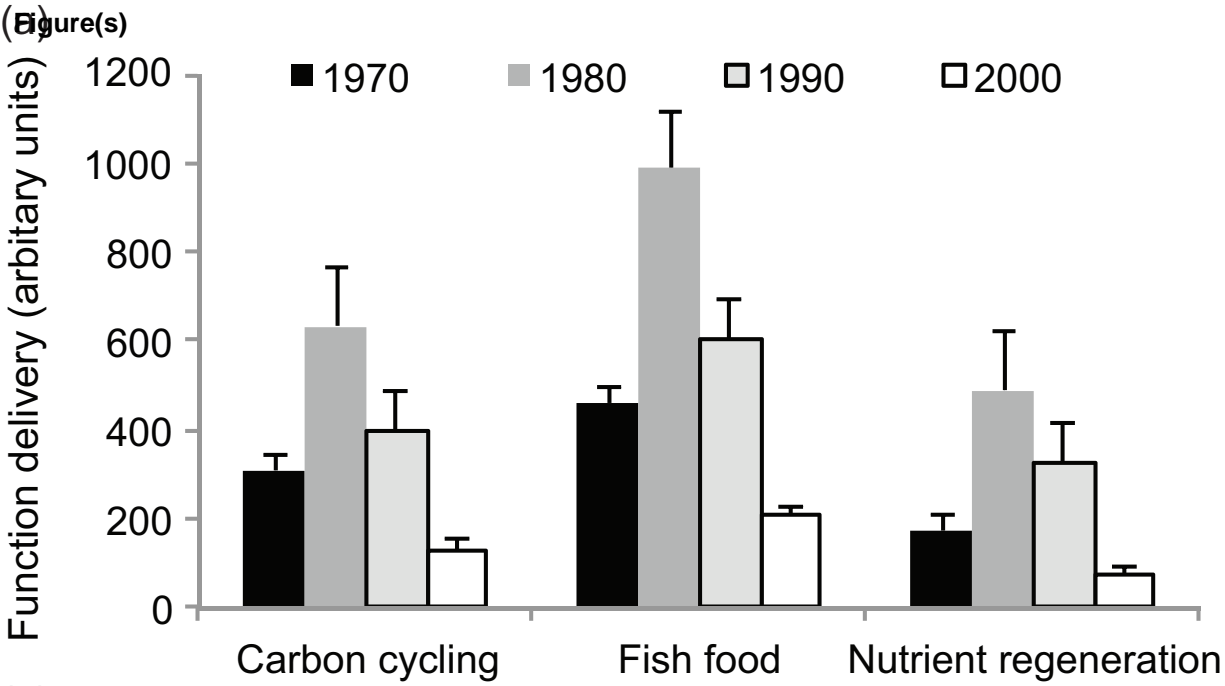 (a)
Figure(s)
Function delivery (arbitary units)
1970 1980 1990 2000
1200
1000
800
600
400
200
0
Carbon cycling Fish food Nutrient regeneration